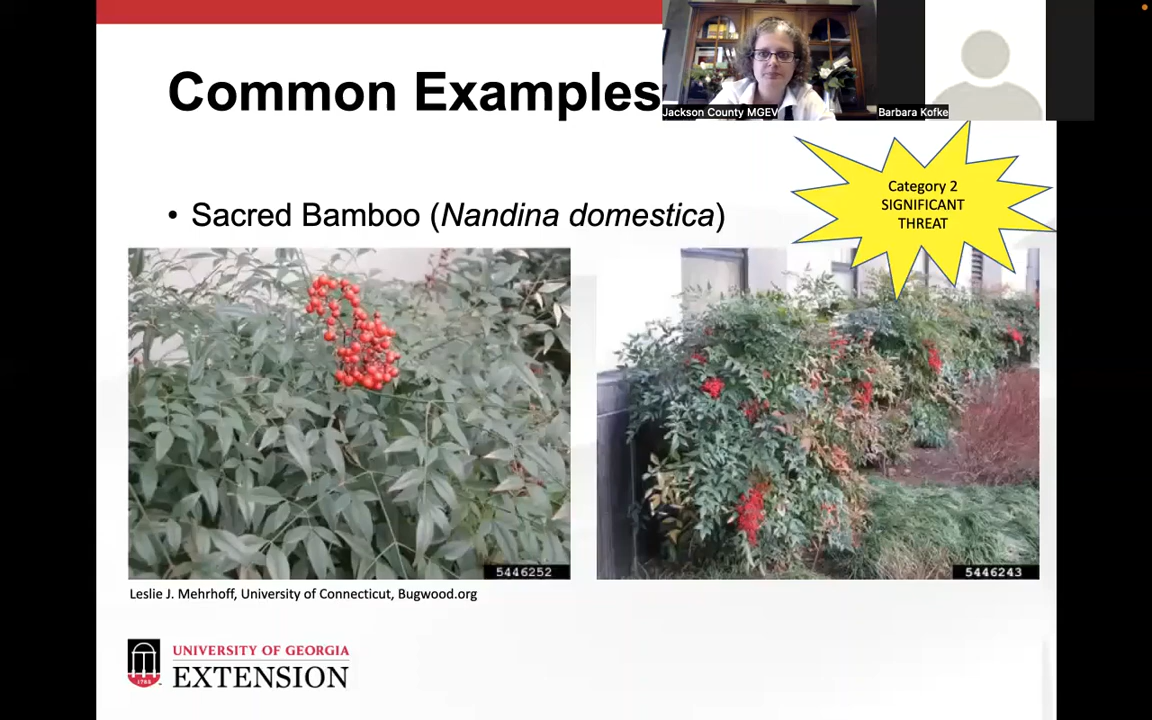 Common Examples
Jackson County MGEV
Barbara Kofke
Category 2
SIGNIFICANT
THREAT
• Sacred Bamboo (Nandina domestica)
5446252
5446243
Leslie J. Mehrhoff, University of Connecticut, Bugwood.org
1785
UNIVERSITY OF GEORGIA
EXTENSION